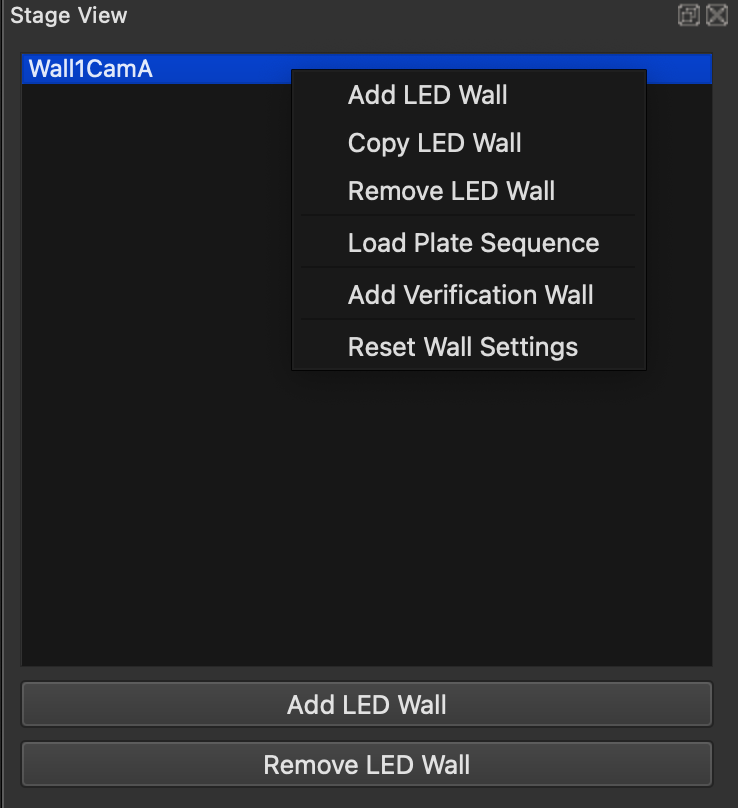 Stage View
Wall1CamA
Add LED Wall
Copy LED Wall
Remove LED Wall
Load Plate Sequence
Add Verification Wall
Reset Wall Settings
Add LED Wall
Remove LED Wall